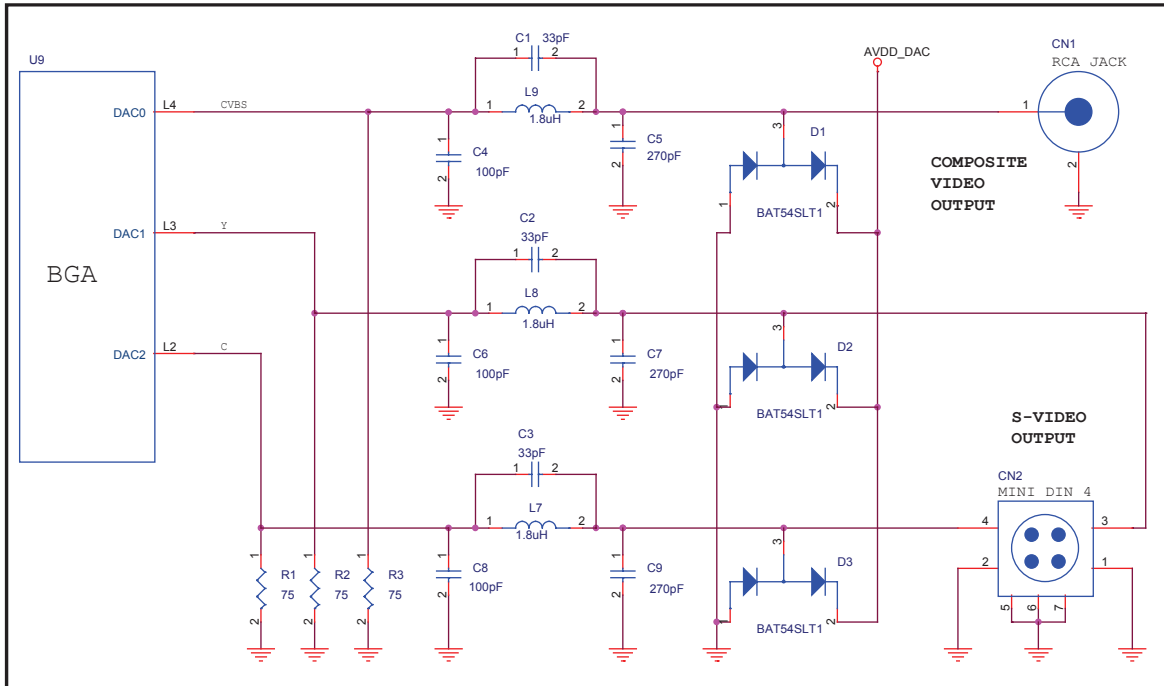 U9
BGA
DAC0
L4
CVBS
DAC1
L3
Y
DAC2
L2
C
C1 33pF
1 2
L9
1 2
1.8uH
1
C4
100pF
2
1
C5
270pF
2
3
D1
1 2
BAT54SLT1
AVDD_DAC
CN1
RCA JACK
1
2
COMPOSITE
VIDEO
OUTPUT
C2
33pF
1 2
L8
1 2
1.8uH
1
C6
100pF
2
1
C7
270pF
2
3
D2
1 2
BAT54SLT1
C3
33pF
1 2
L7
1 2
1.8uH
1
C8
100pF
2
1
C9
270pF
2
3
D3
1 2
BAT54SLT1
1
R1
75
2
1
R2
75
2
1
R3
75
2
S-VIDEO
OUTPUT
CN2
MINI DIN 4
4 3
2 1
5 6 7